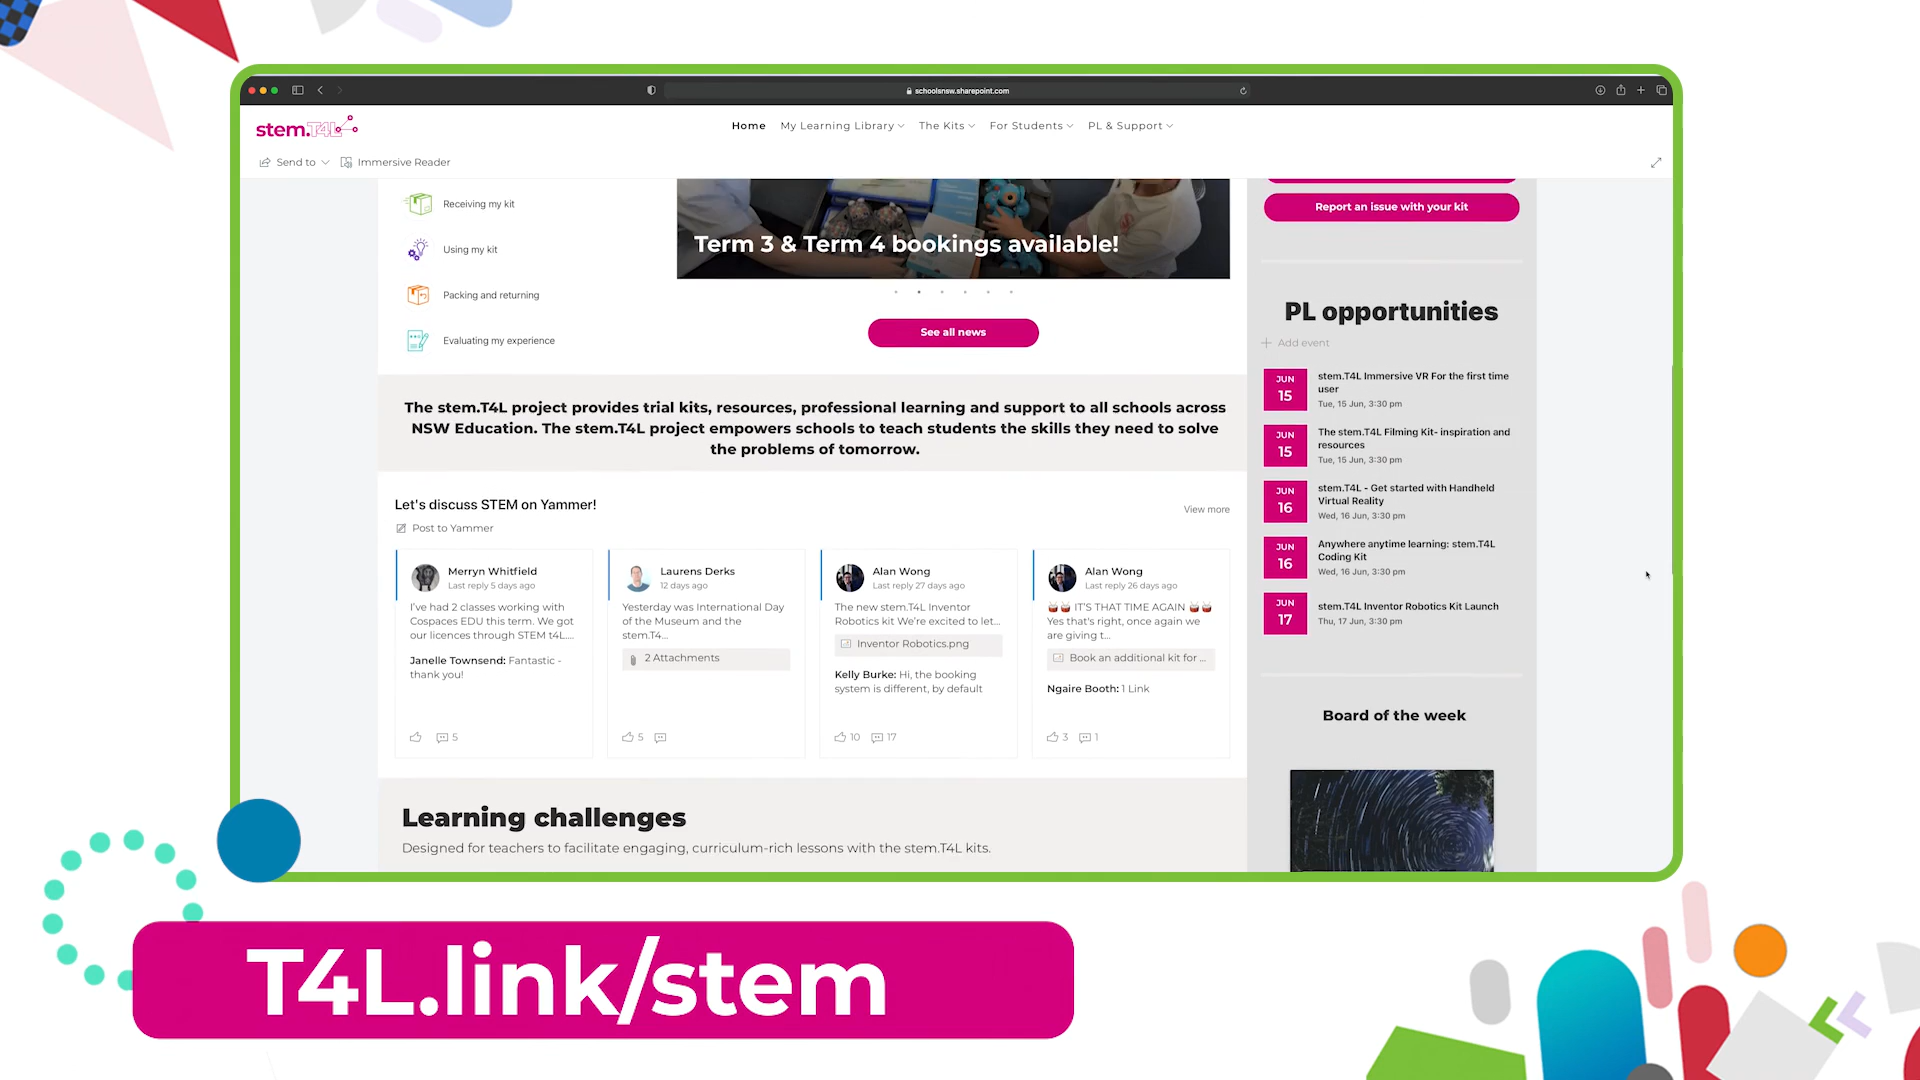 schoolsnsw.sharepoint.com
stem.T4L
Home My Learning Library The Kits For Students PL & Support
Send to Immersive Reader
Receiving my kit
Using my kit
Packing and returning
Evaluating my experience
Term 3 & Term 4 bookings available!
See all news
Report an issue with your kit
PL opportunities
Add event
JUN
15
stem.T4L Immersive VR For the first time
user
Tue, 15 Jun, 3:30 pm
JUN
15
The stem.T4L Filming Kit- inspiration and
resources
Tue, 15 Jun, 3:30 pm
JUN
16
stem.T4L - Get started with Handheld
Virtual Reality
Wed, 16 Jun, 3:30 pm
JUN
16
Anywhere anytime learning: stem.T4L
Coding Kit
Wed, 16 Jun, 3:30 pm
JUN
17
stem.T4L Inventor Robotics Kit Launch
Thu, 17 Jun, 3:30 pm
Board of the week
The stem.T4L project provides trial kits, resources, professional learning and support to all schools across
NSW Education. The stem.T4L project empowers schools to teach students the skills they need to solve
the problems of tomorrow.
Let's discuss STEM on Yammer!
View more
Post to Yammer
Merryn Whitfield
Last reply 5 days ago
I've had 2 classes working with
Cospaces EDU this term. We got
our licences through STEM t4L....
Janelle Townsend: Fantastic -
thank you!
5
Laurens Derks
12 days ago
Yesterday was International Day
of the Museum and the
stem.T4...
2 Attachments
5
Alan Wong
Last reply 27 days ago
The new stem.T4L Inventor
Robotics kit We're excited to let...
Inventor Robotics.png
Kelly Burke: Hi, the booking
system is different, by default
10 17
Alan Wong
Last reply 26 days ago
🥁🥁 IT'S THAT TIME AGAIN 🥁🥁
Yes that's right, once again we
are giving t...
Book an additional kit for ...
Ngaire Booth: 1 Link
3 1
Learning challenges
Designed for teachers to facilitate engaging, curriculum-rich lessons with the stem.T4L kits.
T4L.link/stem